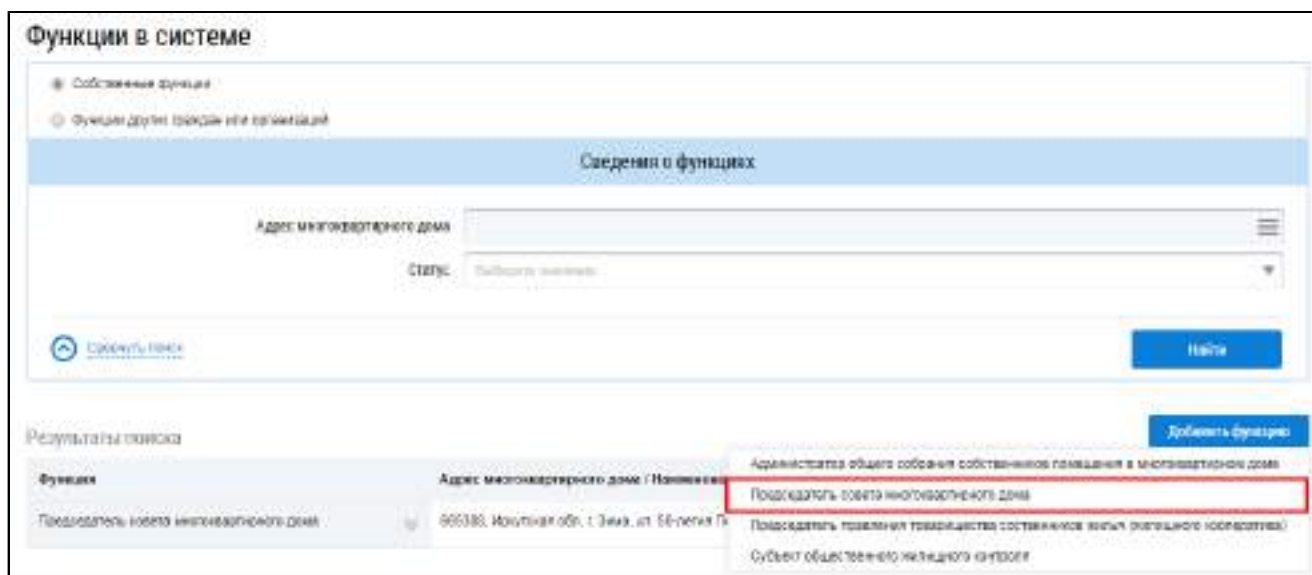 Функции в системе
Собственные функции
Функции других граждан или организаций
Сведения о функциях
Адрес многоквартирного дома
Статус
Выберите значение
Свернуть поиск
Найти
Результаты поиска
Добавить функцию
Функция
Адрес многоквартирного дома / Наименова
Администратор общего собрания собственников помещений в многоквартирном доме
Председатель совета многоквартирного дома
Председатель совета многоквартирного дома
Иркутская обл, г. Зима, ул. 50-летия П
Председатель правления товарищества собственников жилья (жилищного кооператива)
Субъект общественного жилищного контроля